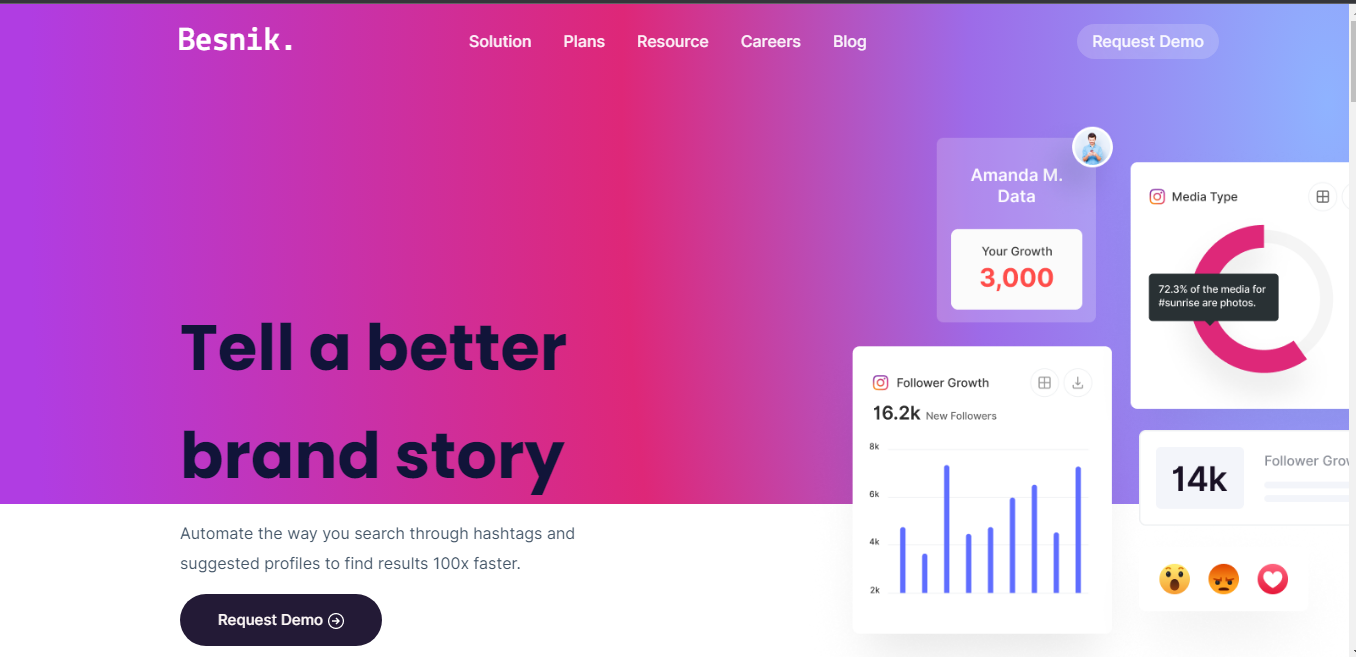 Besnik.
Solution
Plans
Resource
Careers
Blog
Request Demo
Tell a better
brand story
Automate the way you search through hashtags and
suggested profiles to find results 100x faster.
Request Demo
Amanda M.
Data
Your Growth
3,000
Media Type
72.3% of the media for
#sunrise are photos.
Follower Growth
16.2k New Followers
8k
6k
4k
2k
14k
Follower Grov